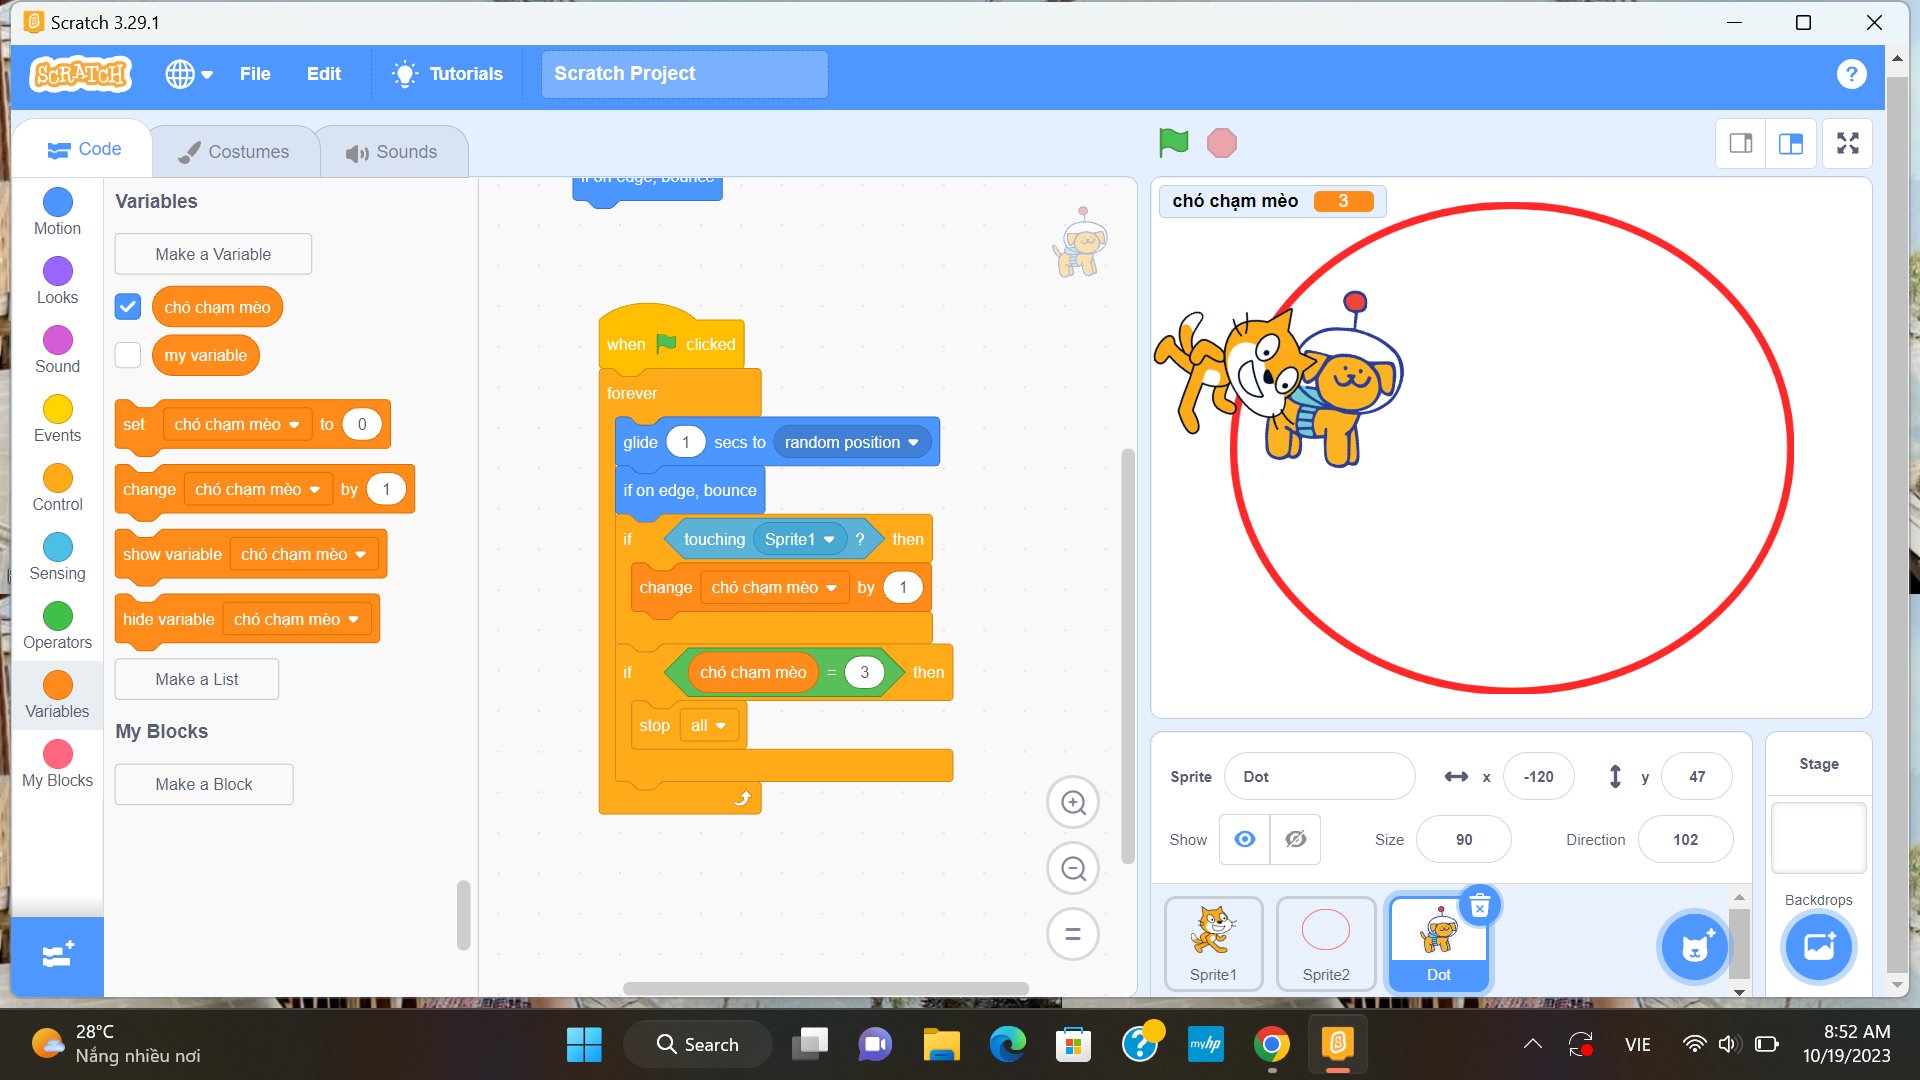 Scratch 3.29.1
SCRATCH
File
Edit
Tutorials
Scratch Project
?
Code
Costumes
Sounds
Motion
Looks
Sound
Events
Control
Sensing
Operators
Variables
My Blocks
Variables
Make a Variable
chó chạm mèo
my variable
set chó chạm mèo to 0
change chó chạm mèo by 1
show variable chó chạm mèo
hide variable chó chạm mèo
Make a List
My Blocks
Make a Block
if on edge, bounce
when clicked
forever
glide 1 secs to random position
if on edge, bounce
if touching Sprite1 ? then
change chó chạm mèo by 1
if chó chạm mèo = 3 then
stop all
chó chạm mèo 3
Sprite Dot x -120 y 47
Show Size 90 Direction 102
Sprite1
Sprite2
Dot
Stage
Backdrops
28°C
Nắng nhiều nơi
Search
myhp
VIE
8:52 AM
10/19/2023